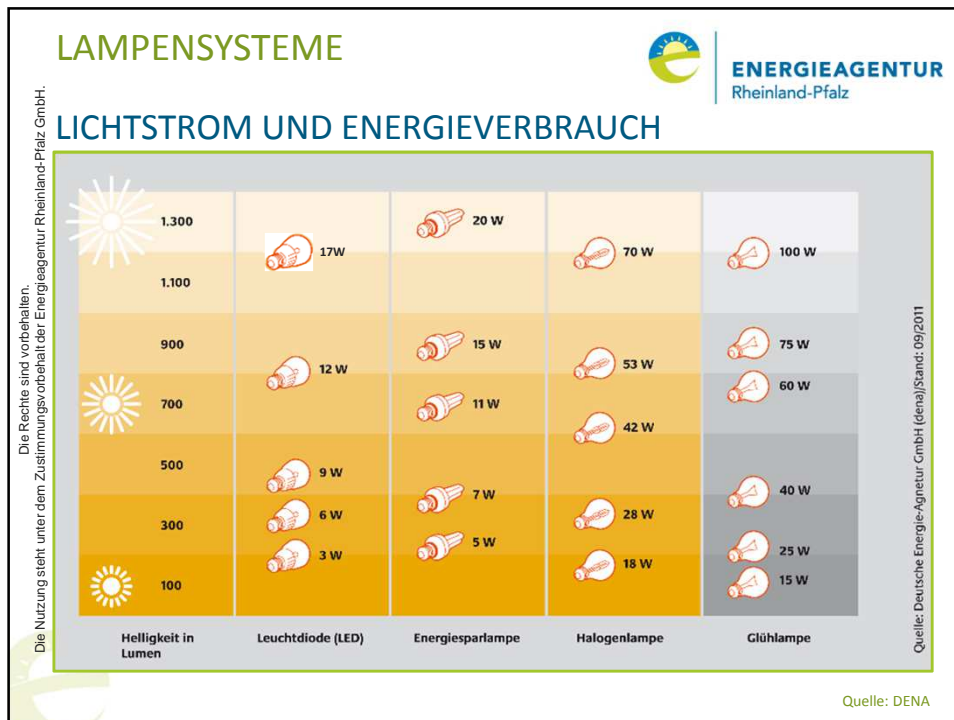 LAMPENSYSTEME
ENERGIEAGENTUR
Rheinland-Pfalz
LICHTSTROM UND ENERGIEVERBRAUCH
Die Rechte sind vorbehalten.
Die Nutzung steht unter dem Zustimmungsvorbehalt der Energieagentur Rheinland-Pfalz GmbH.
1.300
20 W
17W
70 W
100 W
1.100
900
15 W
75 W
12 W
53 W
60 W
700
11 W
42 W
500
9 W
7 W
40 W
300
6 W
28 W
5 W
25 W
3 W
18 W
100
15 W
Helligkeit in
Lumen
Leuchtdiode (LED)
Energiesparlampe
Halogenlampe
Glühlampe
Quelle: Deutsche Energie-Agnetur GmbH (dena)/Stand: 09/2011
Quelle: DENA